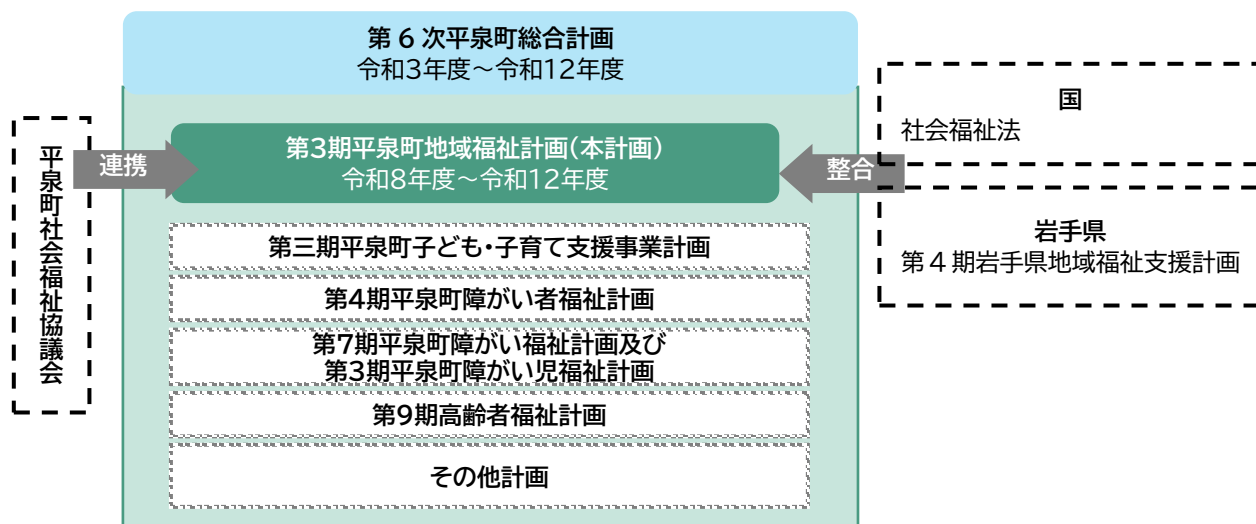 第6次平泉町総合計画
令和3年度～令和12年度
平泉町社会福祉協議会
連携
第3期平泉町地域福祉計画(本計画)
令和8年度～令和12年度
整合
国
社会福祉法
岩手県
第4期岩手県地域福祉支援計画
第三期平泉町子ども・子育て支援事業計画
第4期平泉町障がい者福祉計画
第7期平泉町障がい福祉計画及び
第3期平泉町障がい児福祉計画
第9期高齢者福祉計画
その他計画